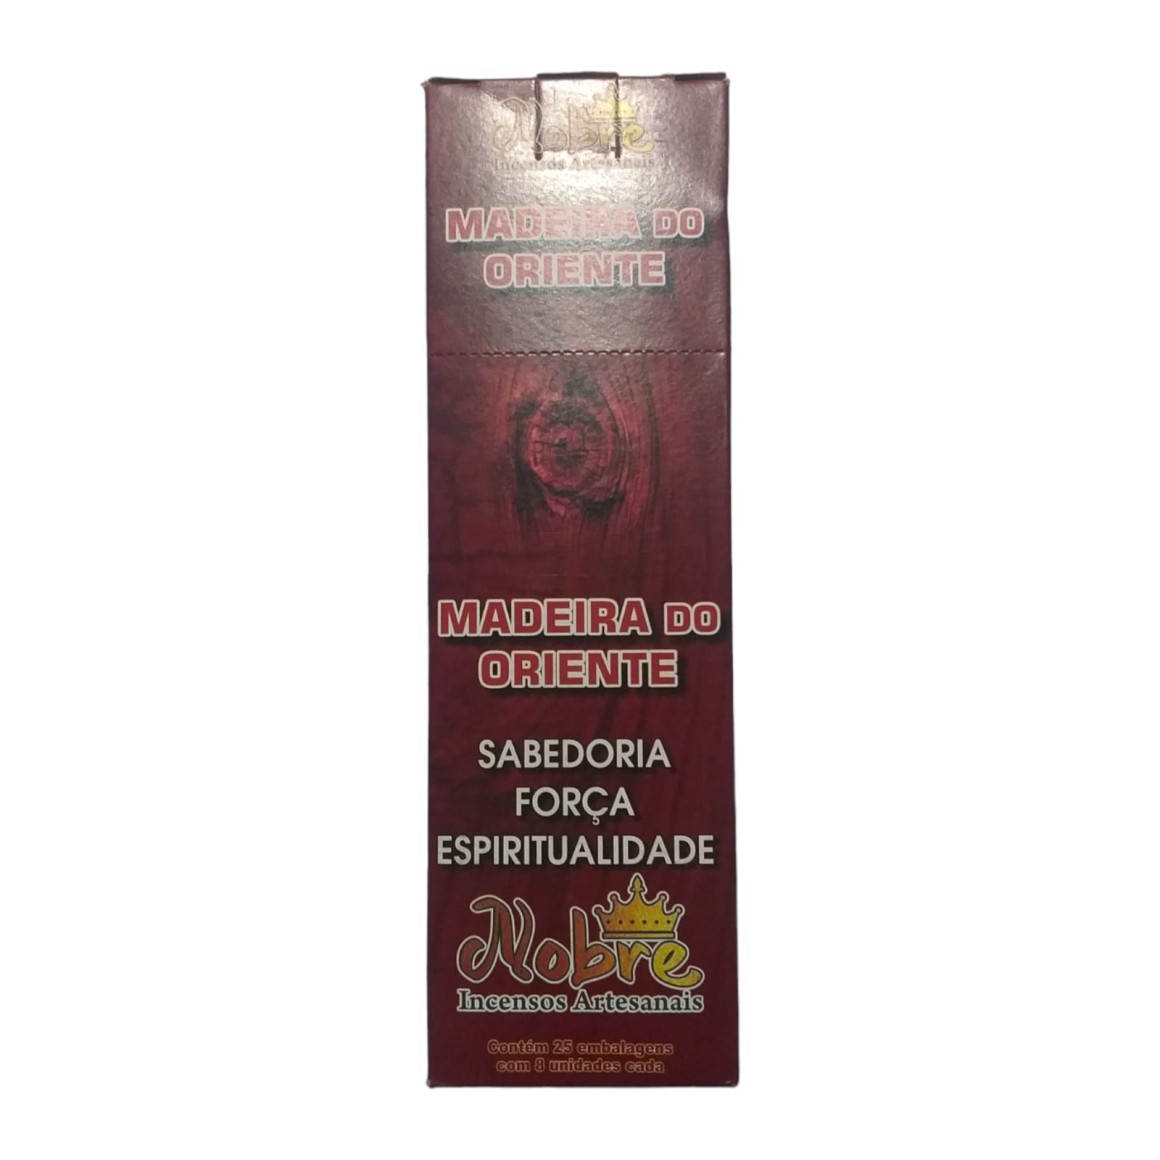 Nobre
Incensos Artesanais
MADEIRA DO
ORIENTE
MADEIRA DO
ORIENTE
SABEDORIA
FORÇA
ESPIRITUALIDADE
Nobre
Incensos Artesanais
Contém 25 embalagens
com 8 unidades cada